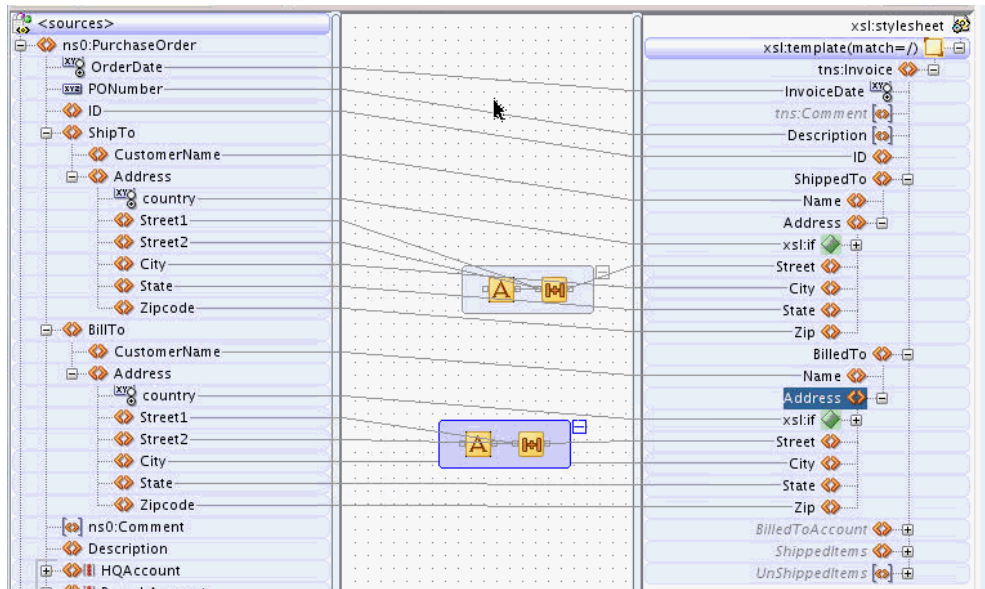 <sources>
ns0:PurchaseOrder
OrderDate
PONumber
ID
ShipTo
CustomerName
Address
country
Street1
Street2
City
State
Zipcode
BillTo
CustomerName
Address
country
Street1
Street2
City
State
Zipcode
ns0:Comment
Description
HQAccount
A
A
xsl:stylesheet
xsl:template(match=/)
tns:Invoice
InvoiceDate
tns:Comment
Description
ID
ShippedTo
Name
Address
xsl:if
Street
City
State
Zip
BilledTo
Name
Address
xsl:if
Street
City
State
Zip
BilledToAccount
ShippedItems
UnShippedItems